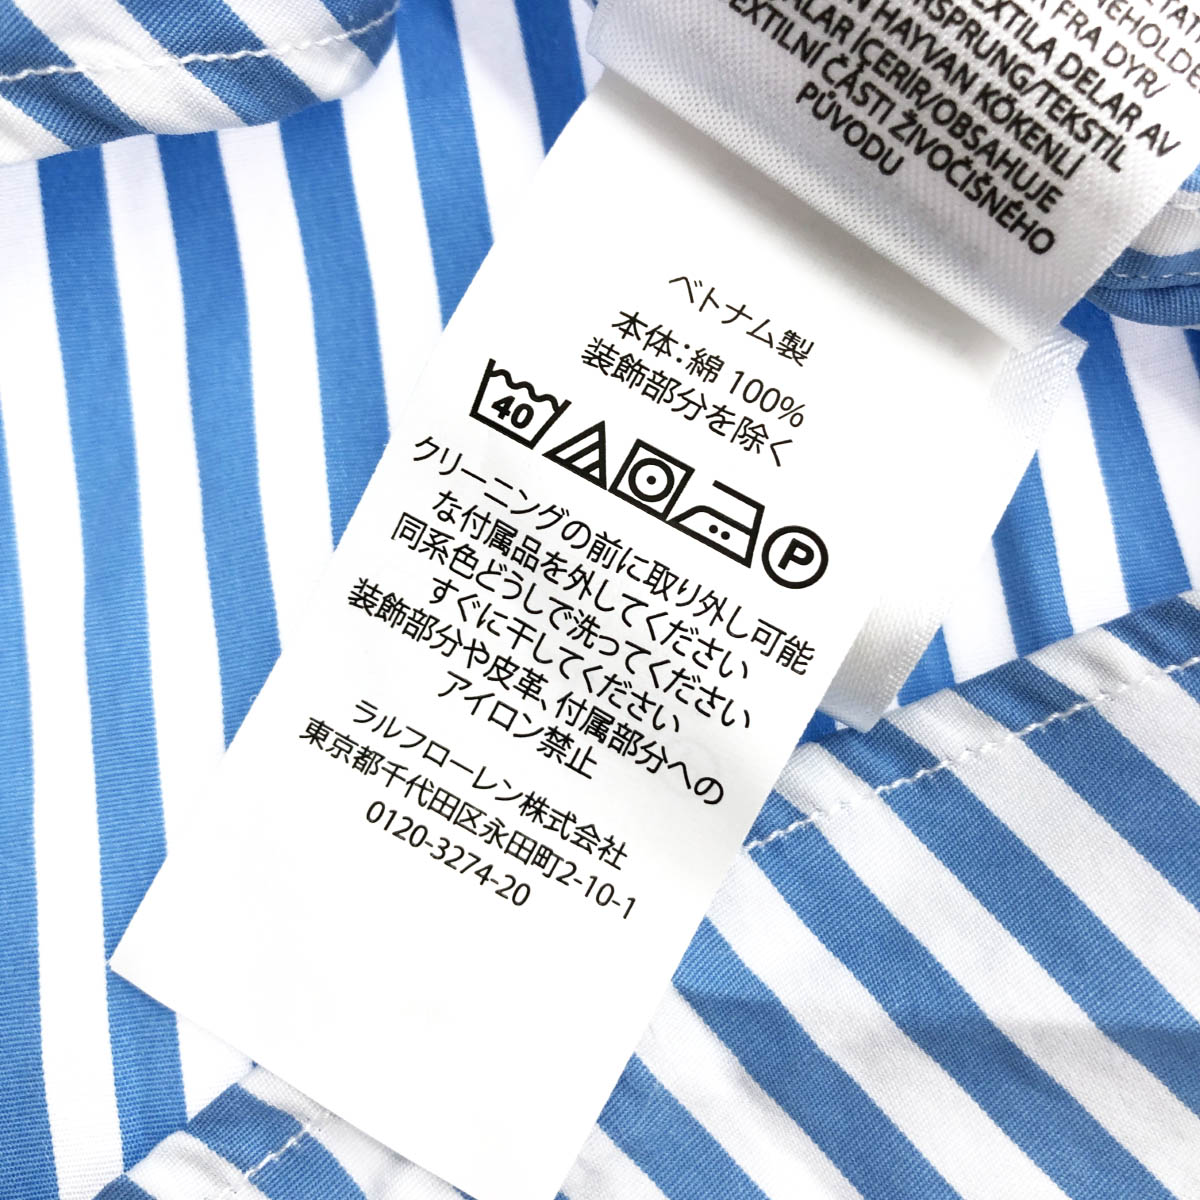 FRA DYR/
TEXTILA DELAR AV
HAYVAN KÖKENLİ
İÇERİR/OBSAHUJE
TEXTILNÍ ČÁSTI ŽIVOČIŠNÉHO
PŮVODU
ベトナム製
本体：綿 100%
装飾部分を除く
40 P
クリーニングの前に取り外し可能
な付属品を外してください
同系色どうしで洗ってください
すぐに干してください
装飾部分や皮革、付属部分への
アイロン禁止
ラルフローレン株式会社
東京都千代田区永田町2-10-1
0120-3274-20